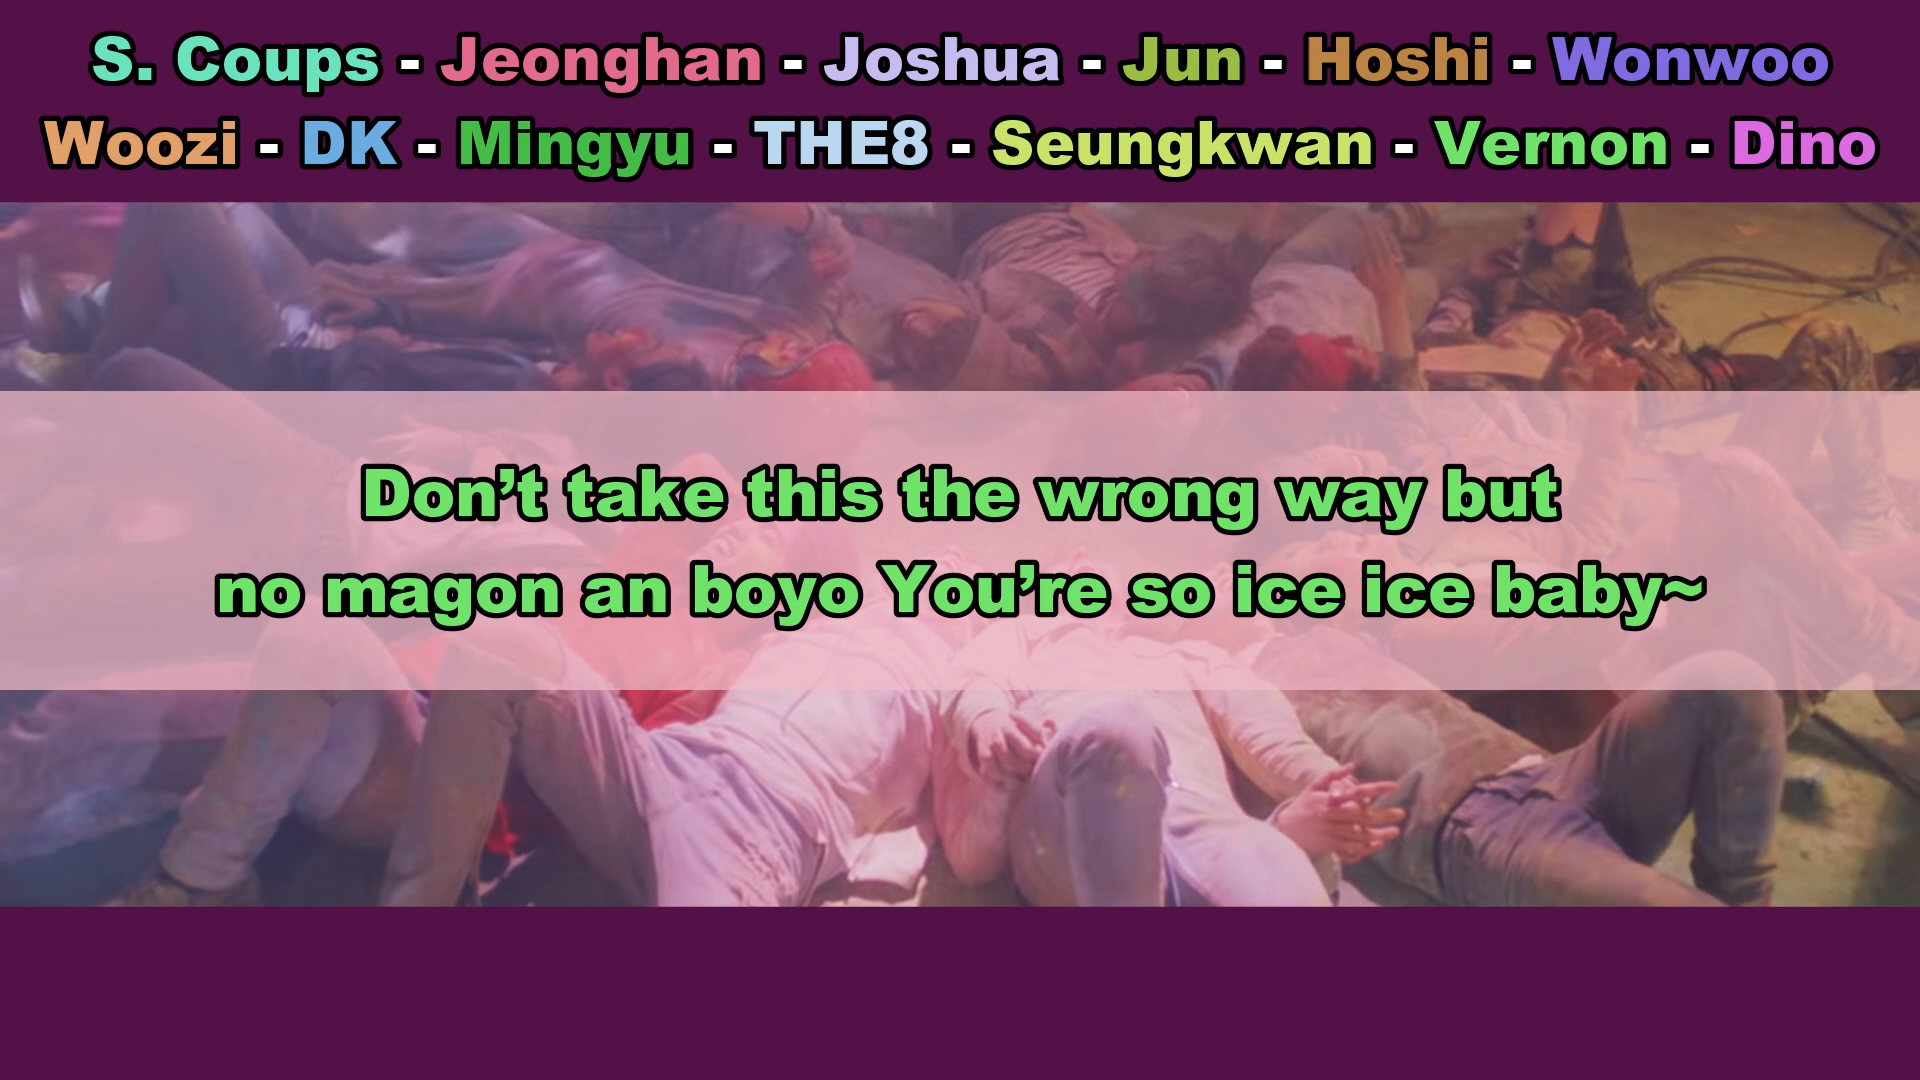 S. Coups - Jeonghan - Joshua - Jun - Hoshi - Wonwoo
Woozi - DK - Mingyu - THE8 - Seungkwan - Vernon - Dino
Don’t take this the wrong way but
no magon an boyo You’re so ice ice baby~